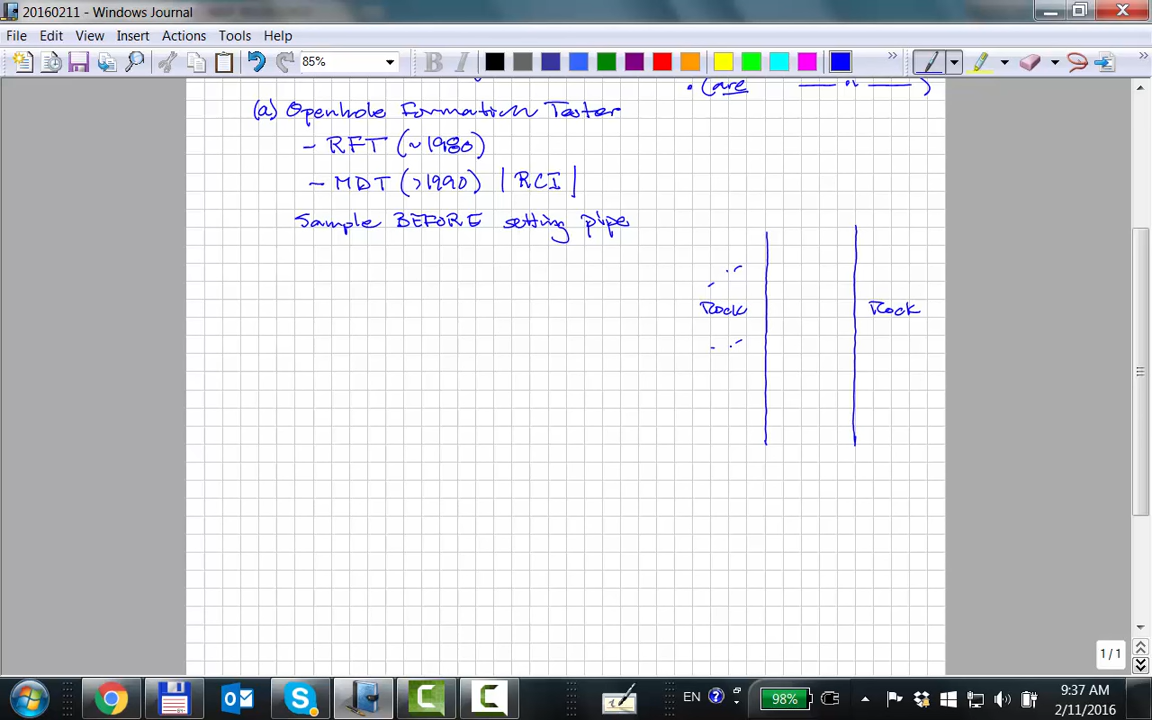 20160211 - Windows Journal
File Edit View Insert Actions Tools Help
85%
B I
• (are
(a) Openhole Formation Tester
- RFT (~1980)
- MDT (>1990) | RCI |
Sample BEFORE setting pipe
Rock Rock
1 / 1
EN 98% 9:37 AM
2/11/2016